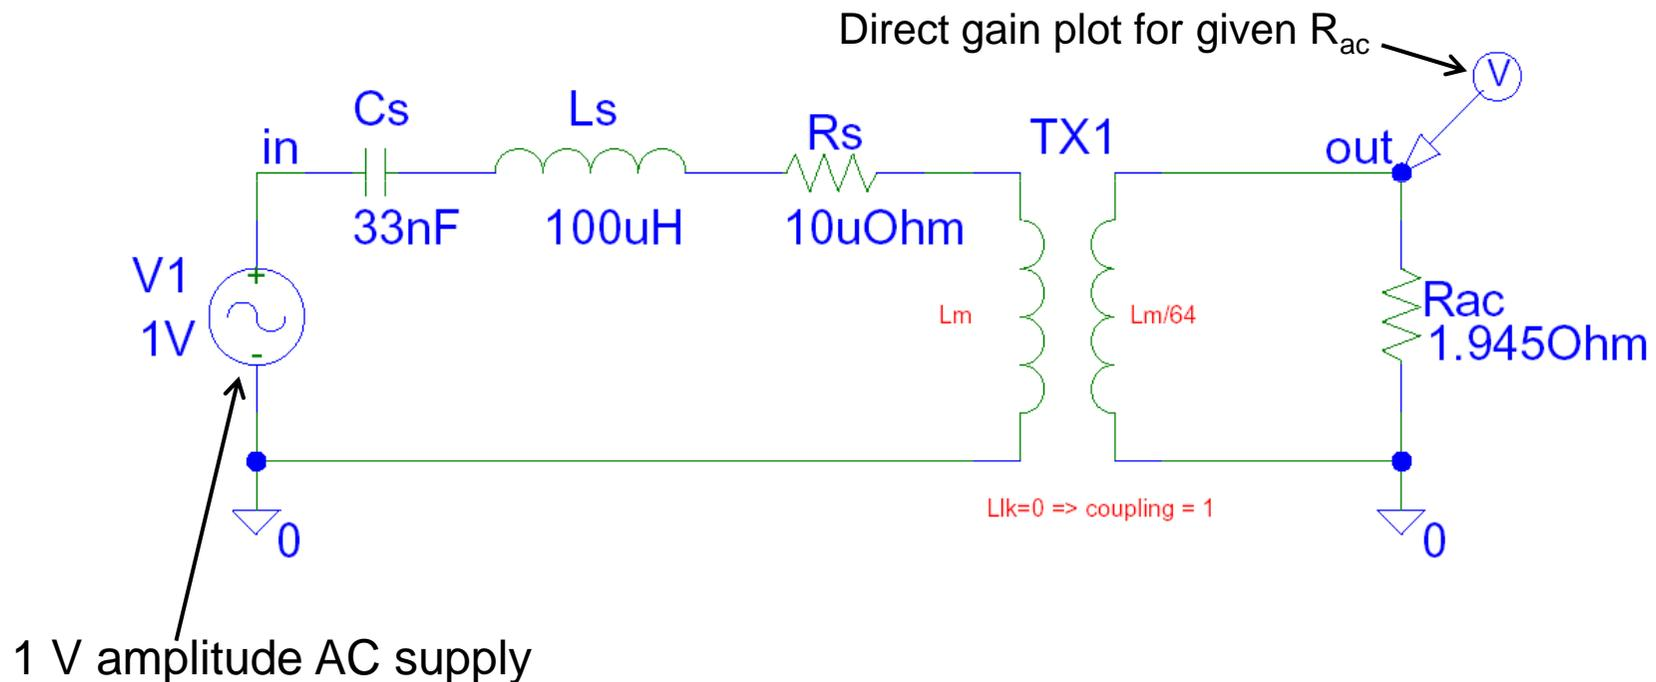 Direct gain plot for given Rac
V
Cs
Ls
Rs
TX1
in
out
33nF
100uH
10uOhm
V1
1V
+
-
Lm
Lm/64
Rac
1.945Ohm
Llk=0 => coupling = 1
0
0
1 V amplitude AC supply